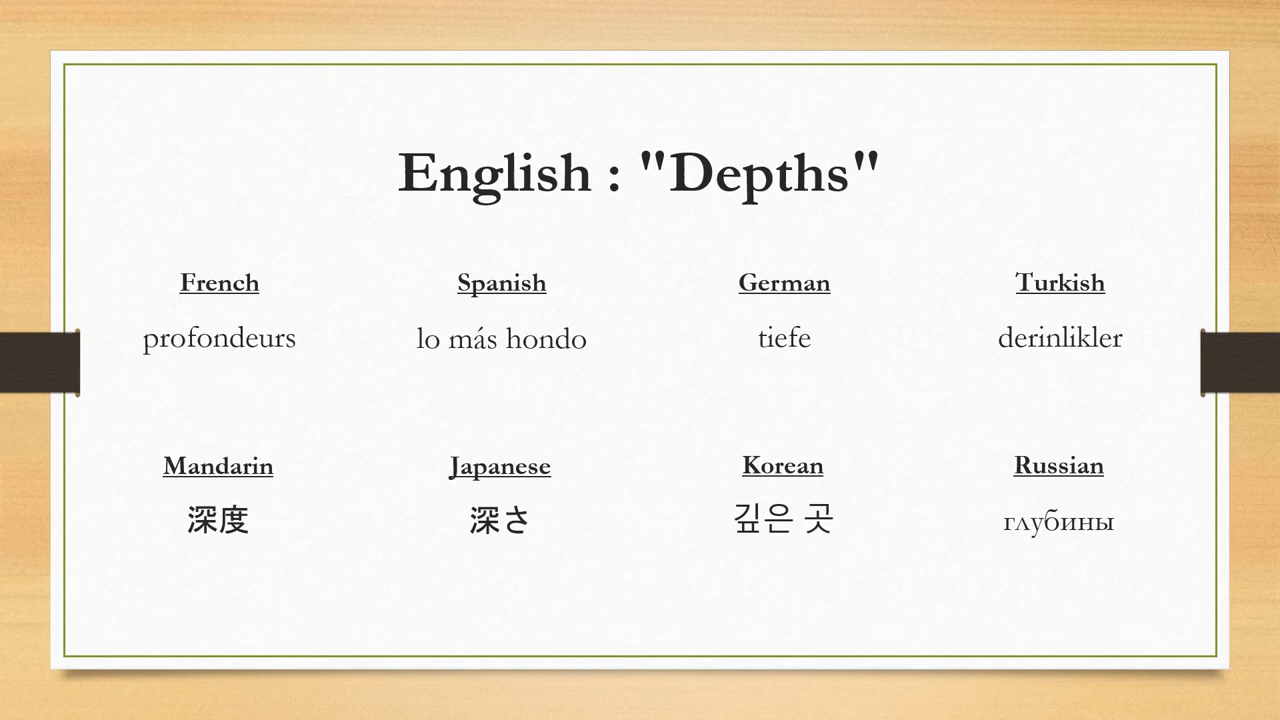 English : "Depths"
French
profondeurs
Spanish
lo más hondo
German
tiefe
Turkish
derinlikler
Mandarin
深度
Japanese
深さ
Korean
깊은 곳
Russian
глубины